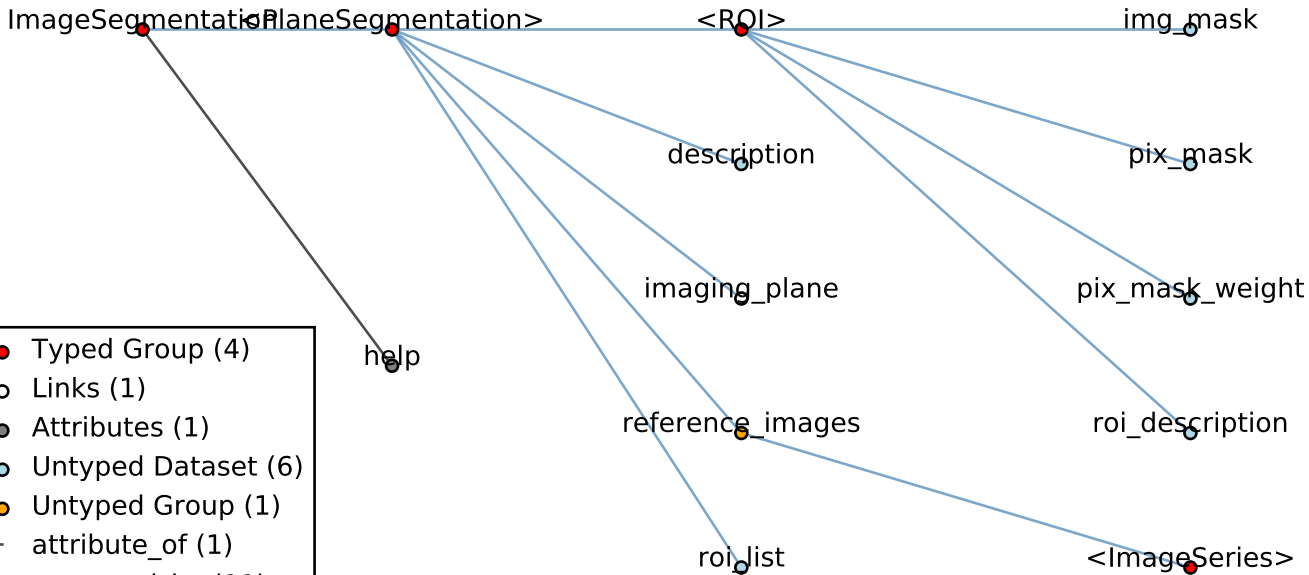 ImageSegmentation
<PlaneSegmentation>
<ROI>
img_mask
description
pix_mask
imaging_plane
pix_mask_weight
help
reference_images
roi_description
roi_list
<ImageSeries>
Typed Group (4)
Links (1)
Attributes (1)
Untyped Dataset (6)
Untyped Group (1)
attribute_of (1)